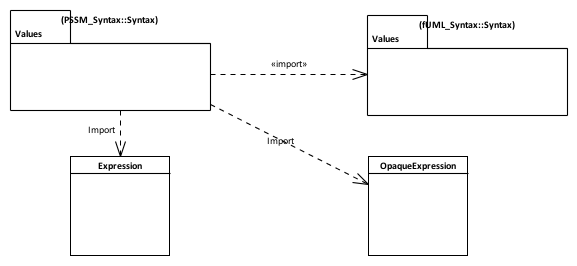 (PSSM_Syntax::Syntax)
Values
(fUML_Syntax::Syntax)
Values
«import»
Import
Import
Expression
OpaqueExpression